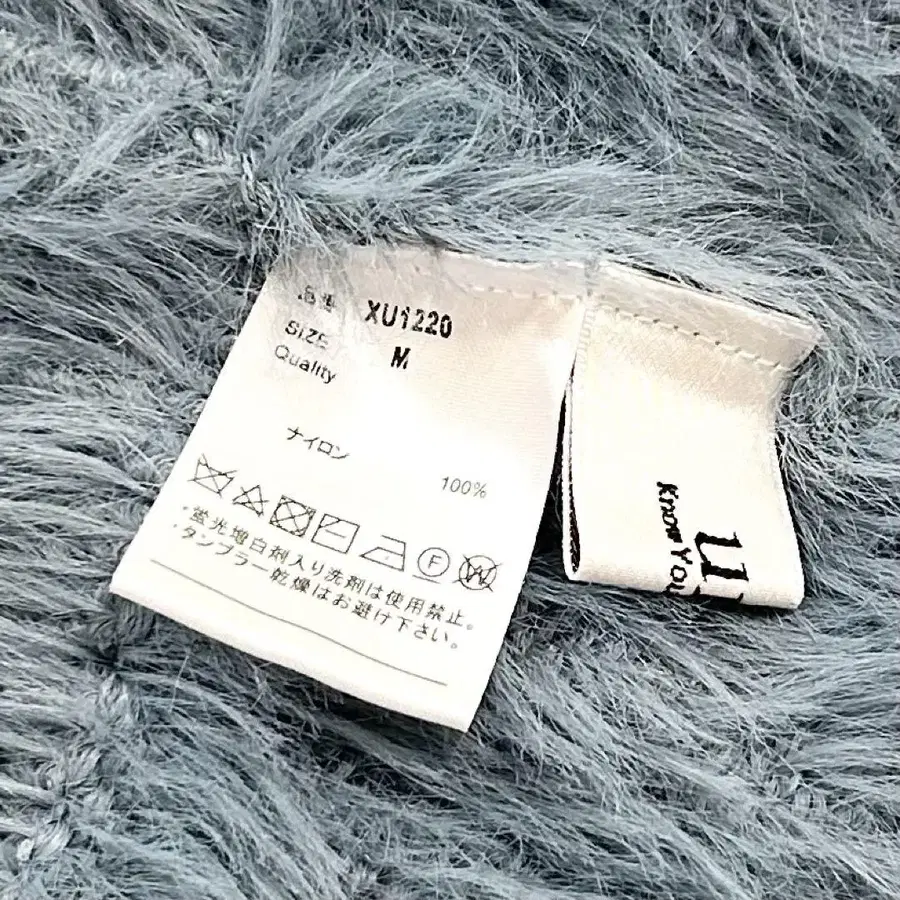 品番 XU1220
SIZE M
Quality
ナイロン 100%
F
W
・蛍光増白剤入り洗剤は使用禁止。
・タンブラー乾燥はお避け下さい。
Know You